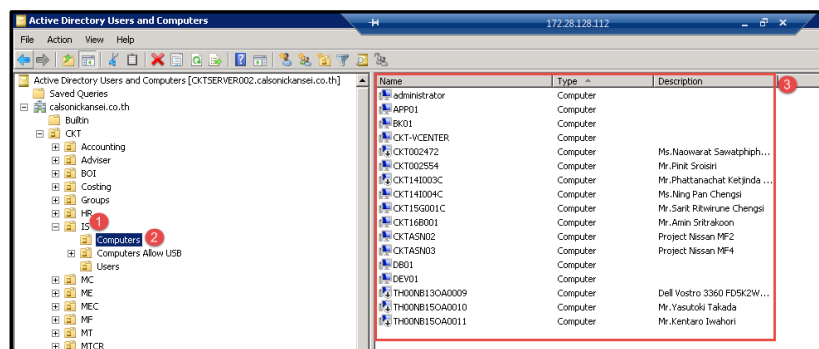 Active Directory Users and Computers
172.28.128.112
File Action View Help
Active Directory Users and Computers [CKTSERVER002.calsonickansei.co.th]
Saved Queries
calsonickansei.co.th
Builtin
CKT
Accounting
Adviser
BOI
Costing
Groups
HR
IS 1
Computers 2
Computers Allow USB
Users
MC
ME
MEC
MF
MT
MTCR
Name Type Description 3
administrator Computer
APP01 Computer
BK01 Computer
CKT-VCENTER Computer
CKT002472 Computer Ms.Naowarat Sawatphiph...
CKT002554 Computer Mr.Pinit Sroisiri
CKT14I003C Computer Mr.Phattanachat Ketjinda ...
CKT14I004C Computer Ms.Ning Pan Chengsi
CKT15G001C Computer Mr.Sarit Ritwirune Chengsi
CKT16B001 Computer Mr.Amin Sritrakoon
CKTASN02 Computer Project Nissan MF2
CKTASN03 Computer Project Nissan MF4
DB01 Computer
DEV01 Computer
TH00NB13OA0009 Computer Dell Vostro 3360 FD5K2W...
TH00NB15OA0010 Computer Mr.Yasutoki Takada
TH00NB15OA0011 Computer Mr.Kentaro Iwahori